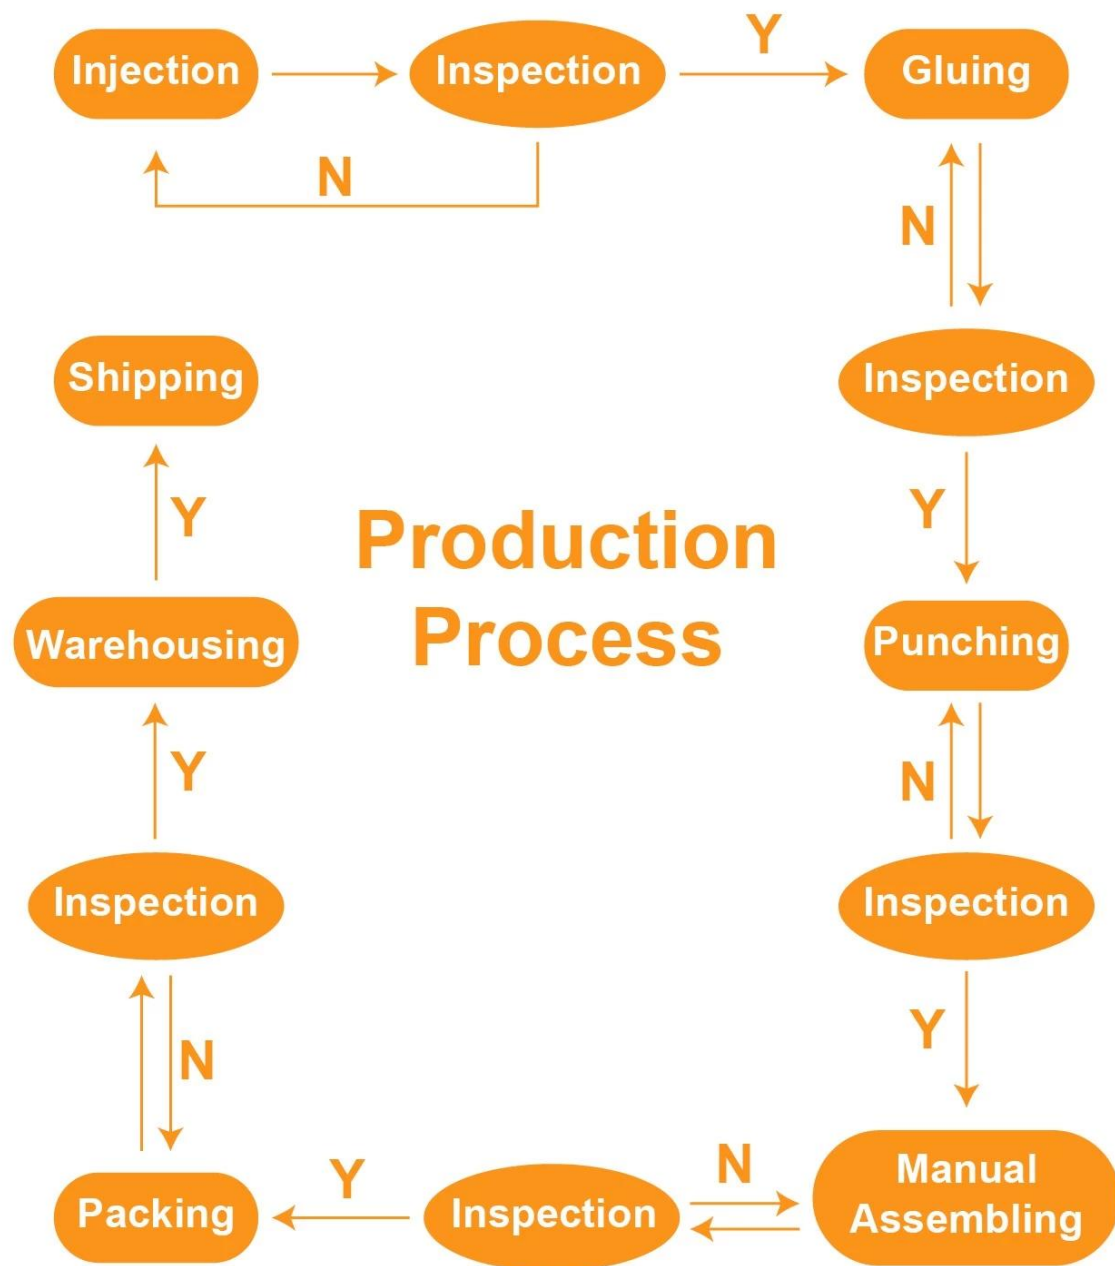 Injection
Inspection
Y
Gluing
N
N
Inspection
Shipping
Y
Y
Production
Process
Warehousing
Punching
Y
N
Inspection
Inspection
N
Y
Packing
Y
Inspection
N
Manual
Assembling